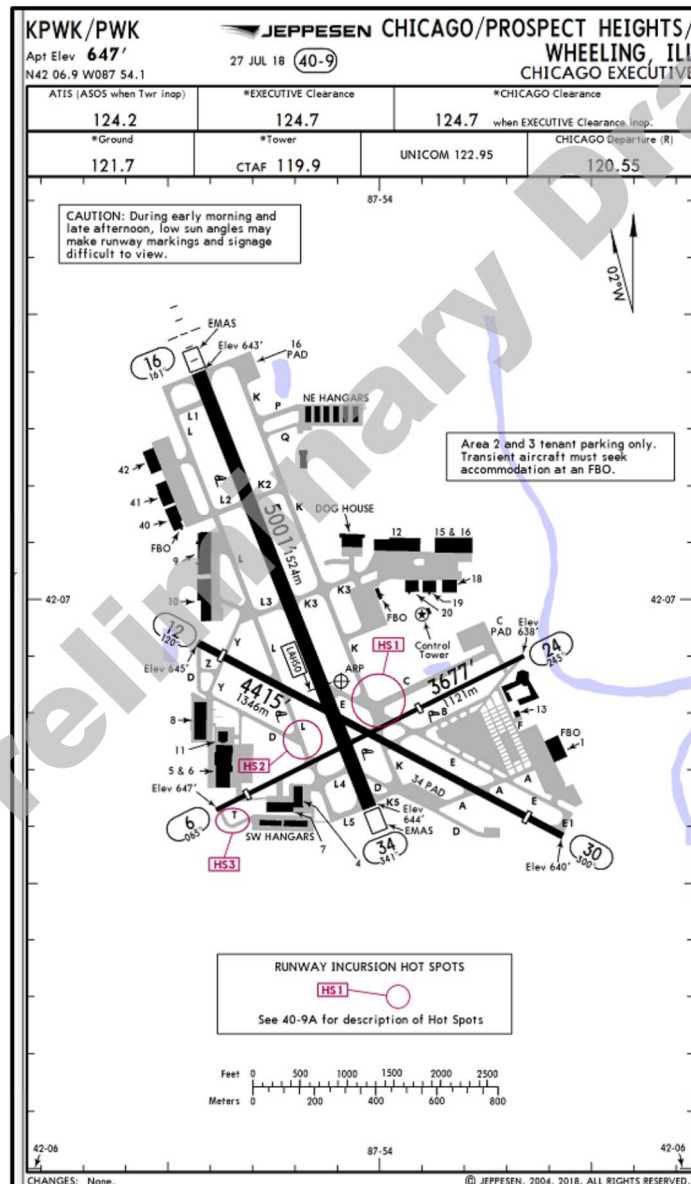 KPWK/PWK
Apt Elev 647'
N42 06.9 W087 54.1
JEPPESEN
27 JUL 18 40-9
CHICAGO/PROSPECT HEIGHTS/
WHEELING, ILL
CHICAGO EXECUTIVE
ATIS (ASOS when Twr inop)
124.2
*EXECUTIVE Clearance
124.7
*CHICAGO Clearance
124.7 when EXECUTIVE Clearance inop.
*Ground
121.7
*Tower
CTAF 119.9
UNICOM 122.95
CHICAGO Departure (R)
120.55
87-54
CAUTION: During early morning and
late afternoon, low sun angles may
make runway markings and signage
difficult to view.
02°W
EMAS
Elev 643'
16
PAD
16
161°
K
P
NE HANGARS
L1
L
Q
Area 2 and 3 tenant parking only.
Transient aircraft must seek
accommodation at an FBO.
42
41
40
FBO
L2
K2
K
5001'
1524m
DOG HOUSE
12
15 & 16
9
L
18
19
20
FBO
Control
Tower
10
L3
K3
K3
42-07
42-07
12
120°
Elev 645'
Y
Z
D
Y
L
LAHSO
ARP
K
HS1
C
PAD
Elev
638'
24
245°
C
E
3677'
1121m
B
4415'
1346m
13
F
FBO
1
8
D
L
HS2
11
5 & 6
Elev 647'
K
E
E
A
A
A
E
34 PAD
D
D
L4
K5
Elev
644'
EMAS
L5
6
065°
T
HS3
SW HANGARS
7
4
34
341°
E1
Elev 640'
30
300°
RUNWAY INCURSION HOT SPOTS
HS1
See 40-9A for description of Hot Spots
Feet 0 500 1000 1500 2000 2500
Meters 0 200 400 600 800
42-06
87-54
42-06
CHANGES: None.
© JEPPESEN, 2004, 2018. ALL RIGHTS RESERVED.
reliminary Dra